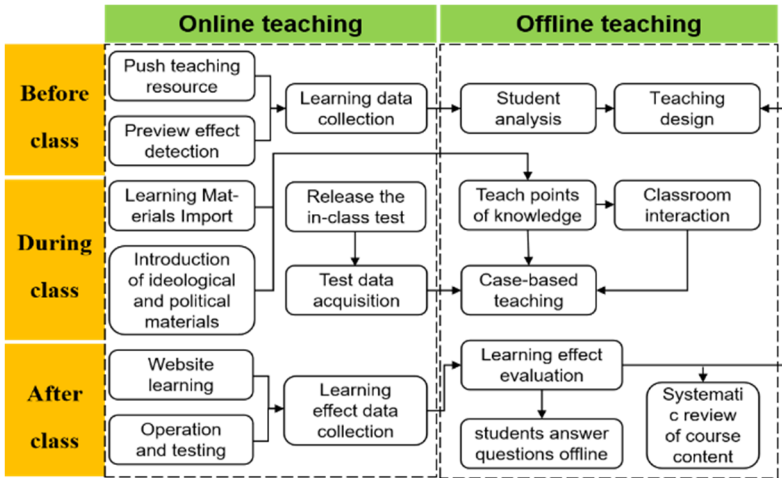 Online teaching
Offline teaching
Before
class
Push teaching
resource
Preview effect
detection
Learning data
collection
Student
analysis
Teaching
design
During
class
Learning Mat-
erials Import
Introduction
of ideological
and political
materials
Release the
in-class test
Test data
acquisition
Teach points
of knowledge
Classroom
interaction
Case-based
teaching
After
class
Website
learning
Operation
and testing
Learning
effect data
collection
Learning effect
evaluation
students answer
questions offline
Systemati
c review
of course
content